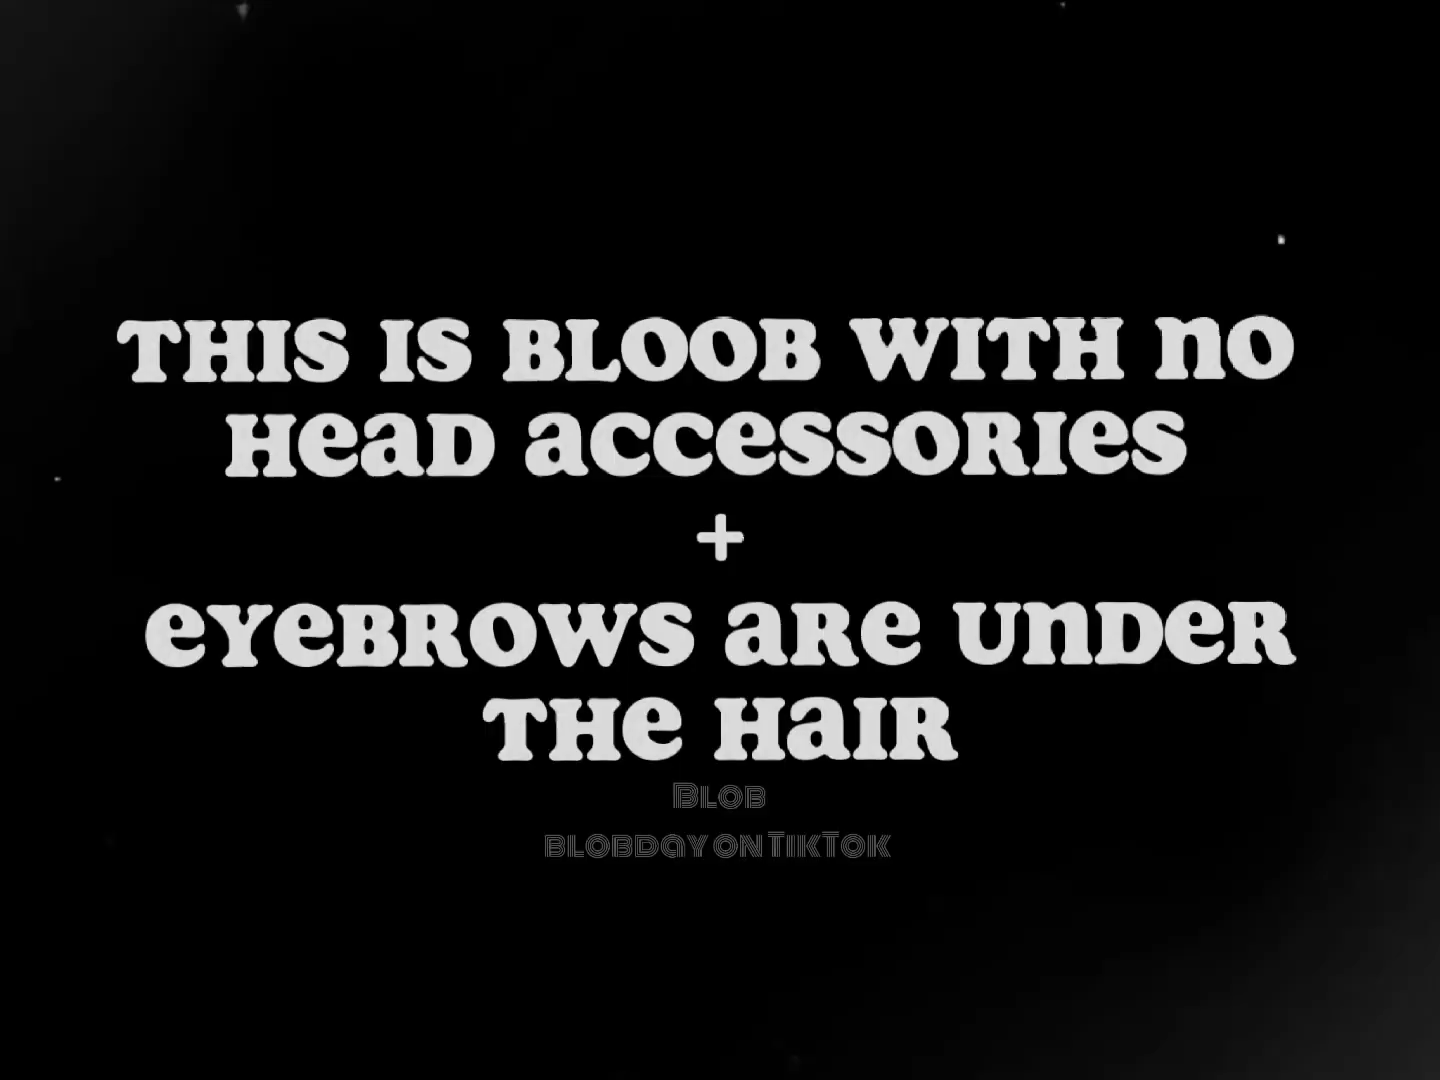 THIS IS BLOOB WITH NO
HeaD aCCeSSORIeS
+
eYeBROWS aRe UnDeR
THe HaIR
Blob
blobday on TikTok